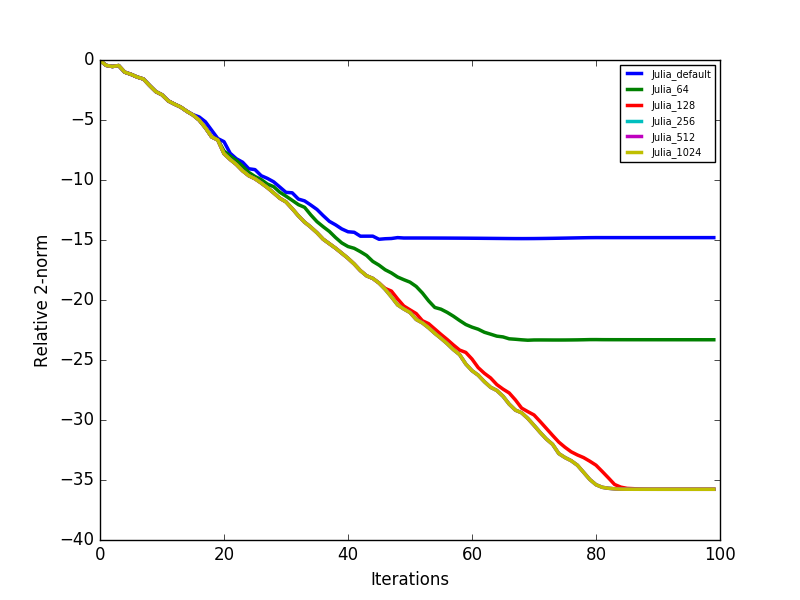 0
−5
−10
−15
−20
−25
−30
−35
−40
Relative 2-norm
Julia_default
Julia_64
Julia_128
Julia_256
Julia_512
Julia_1024
0 20 40 60 80 100
Iterations